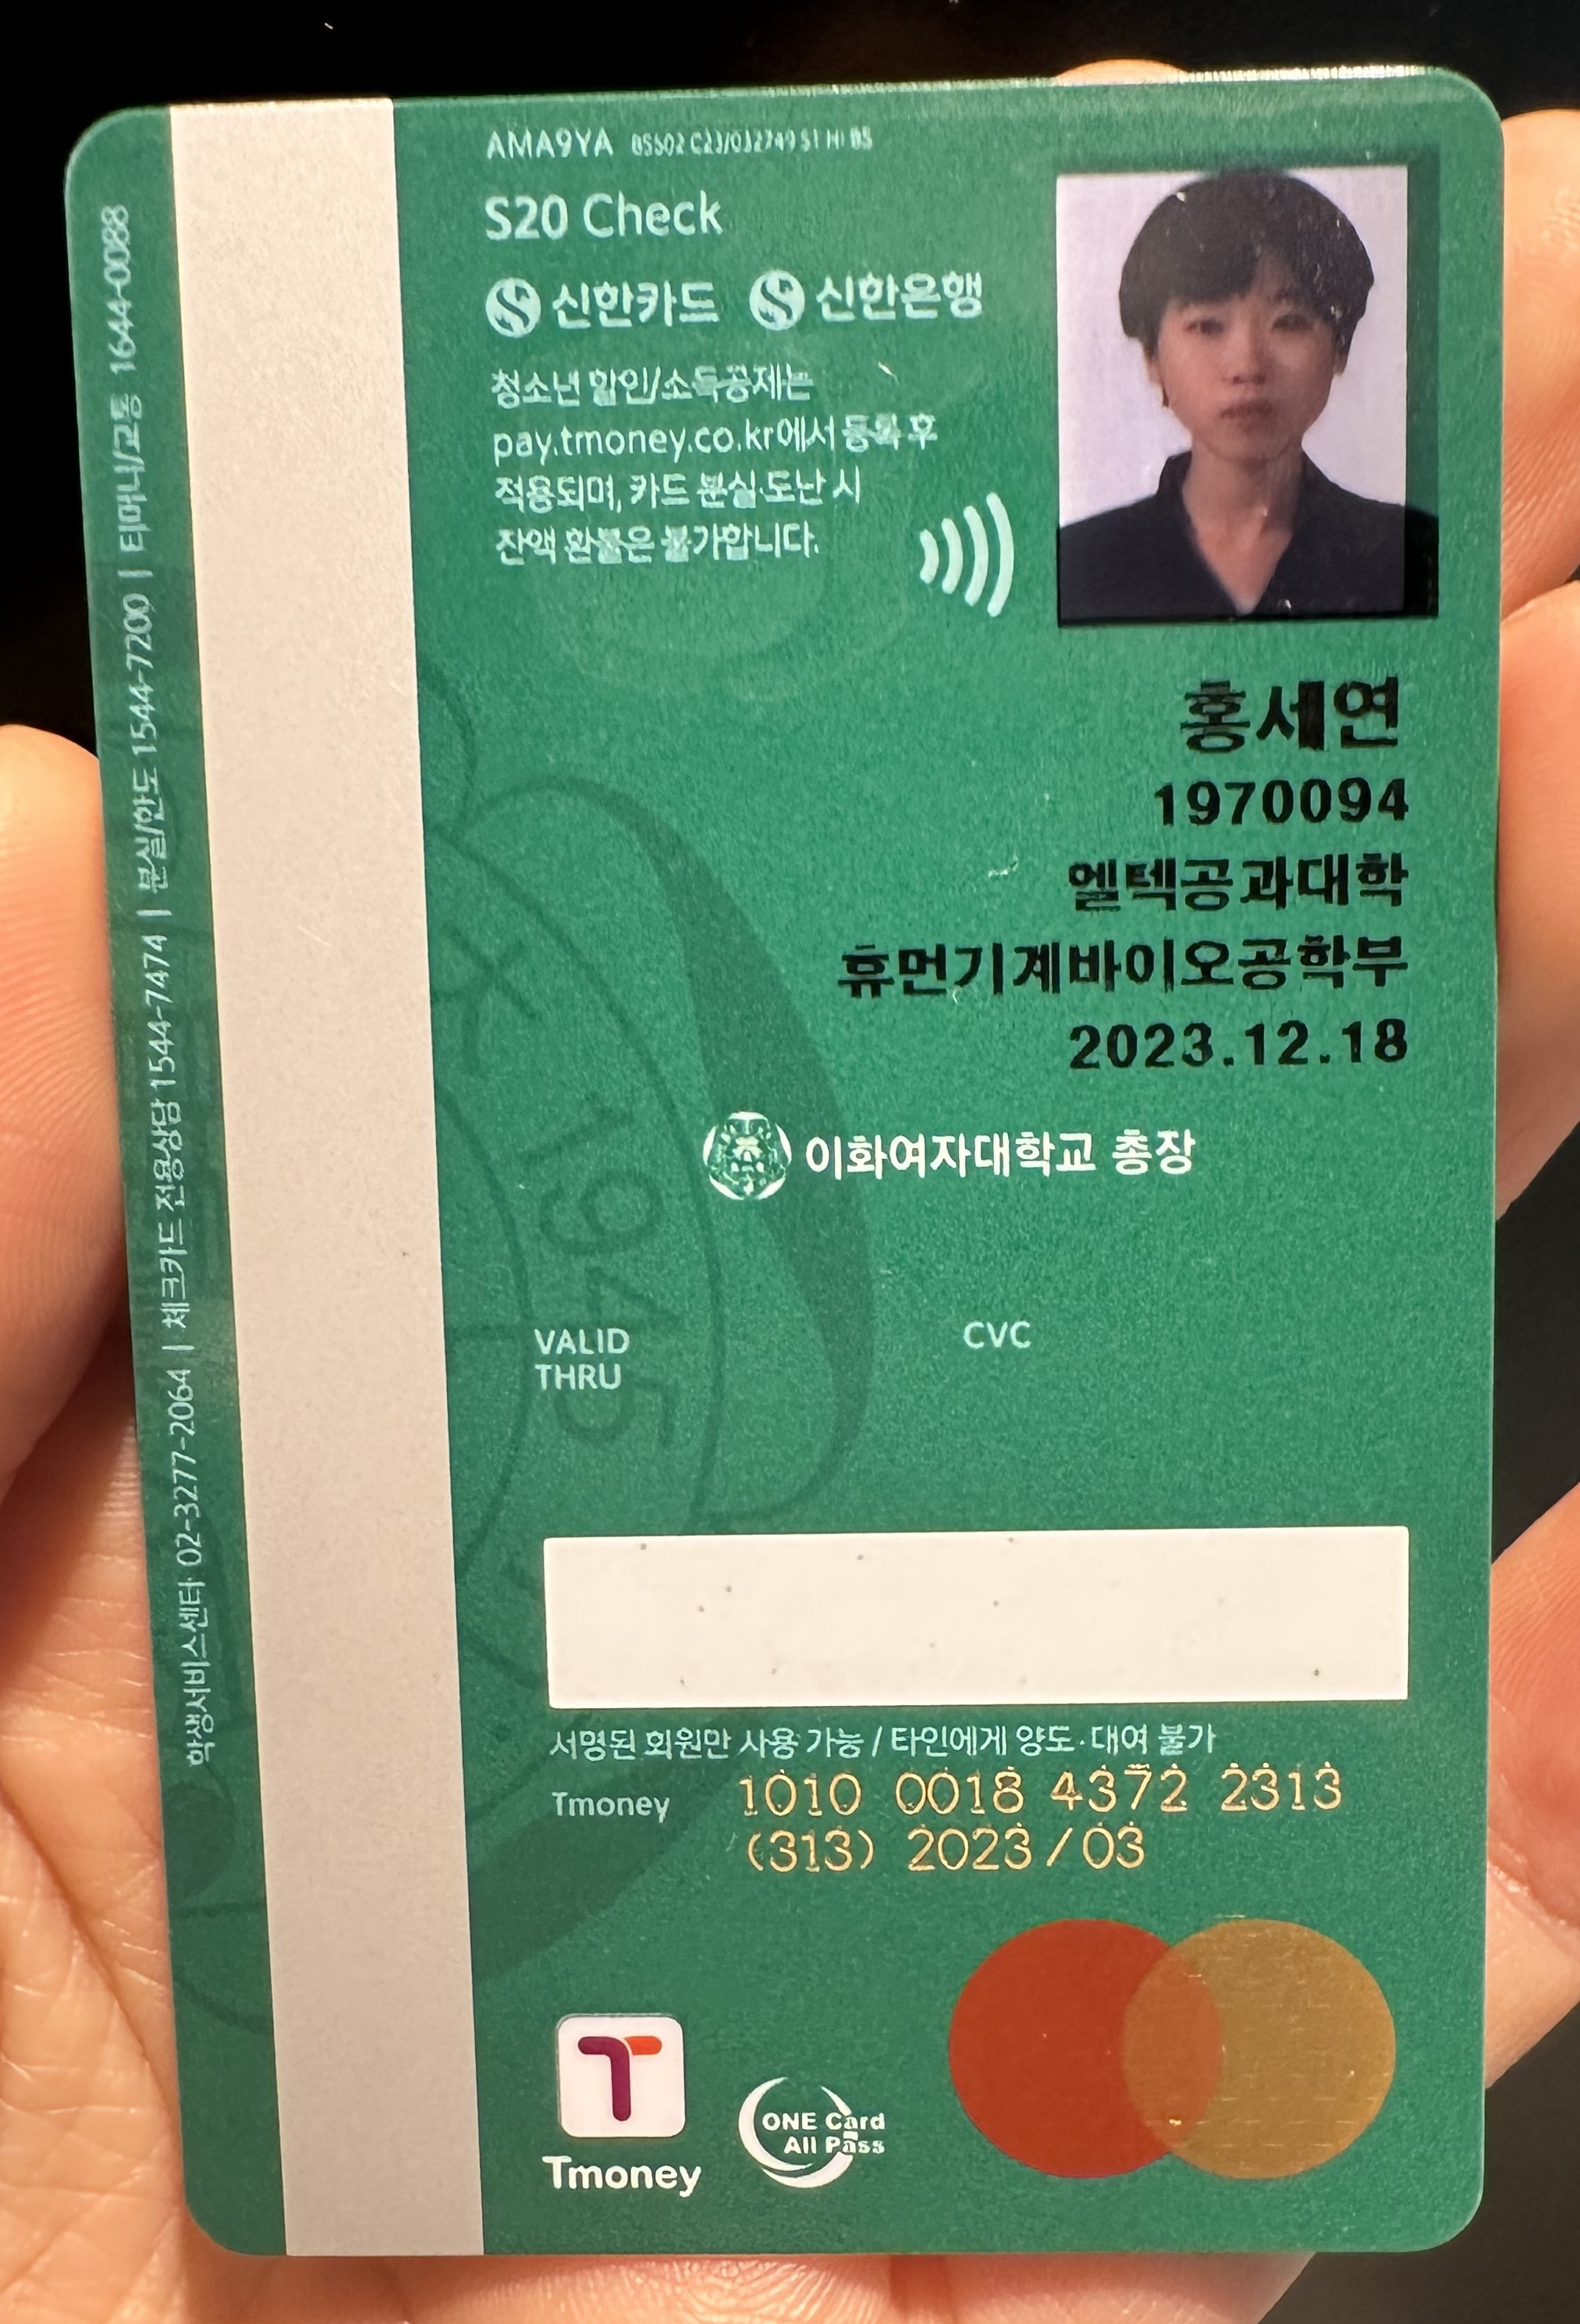 AMA9YA
S20 Check
신한카드 신한은행
청소년 할인/소득공제는
pay.tmoney.co.kr에서 등록 후
적용되며, 카드 분실·도난 시
잔액 환불은 불가합니다.
홍세연
1970094
엘텍공과대학
휴먼기계바이오공학부
2023.12.18
이화여자대학교 총장
1945
VALID
THRU
CVC
서명된 회원만 사용 가능 / 타인에게 양도·대여 불가
Tmoney 1010 0018 4372 2313
(313) 2023/03
Tmoney
ONE Card
All Pass
학생서비스센터 02-3277-2064 | 체크카드 전용상담 1544-7474 | 분실/한도 1544-7200 | 티머니/교통 1644-0088